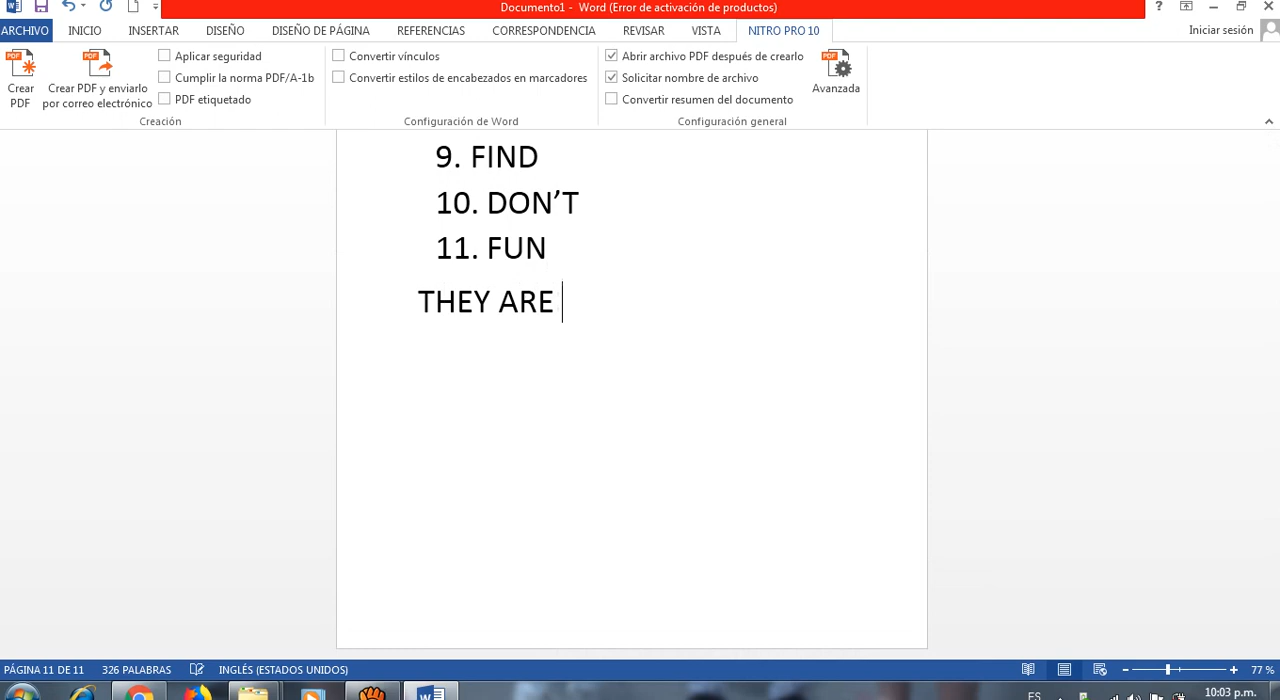 Documento1 - Word (Error de activación de productos)
?
ARCHIVO INICIO INSERTAR DISEÑO DISEÑO DE PÁGINA REFERENCIAS CORRESPONDENCIA REVISAR VISTA NITRO PRO 10 Iniciar sesión
PDF PDF Aplicar seguridad Convertir vínculos Abrir archivo PDF después de crearlo PDF
Crear Crear PDF y enviarlo Cumplir la norma PDF/A-1b Convertir estilos de encabezados en marcadores Solicitar nombre de archivo Avanzada
PDF por correo electrónico PDF etiquetado Convertir resumen del documento
Creación Configuración de Word Configuración general
9. FIND
10. DON’T
11. FUN
THEY ARE
PÁGINA 11 DE 11 326 PALABRAS INGLÉS (ESTADOS UNIDOS) 77 %
ES 10:03 p.m.